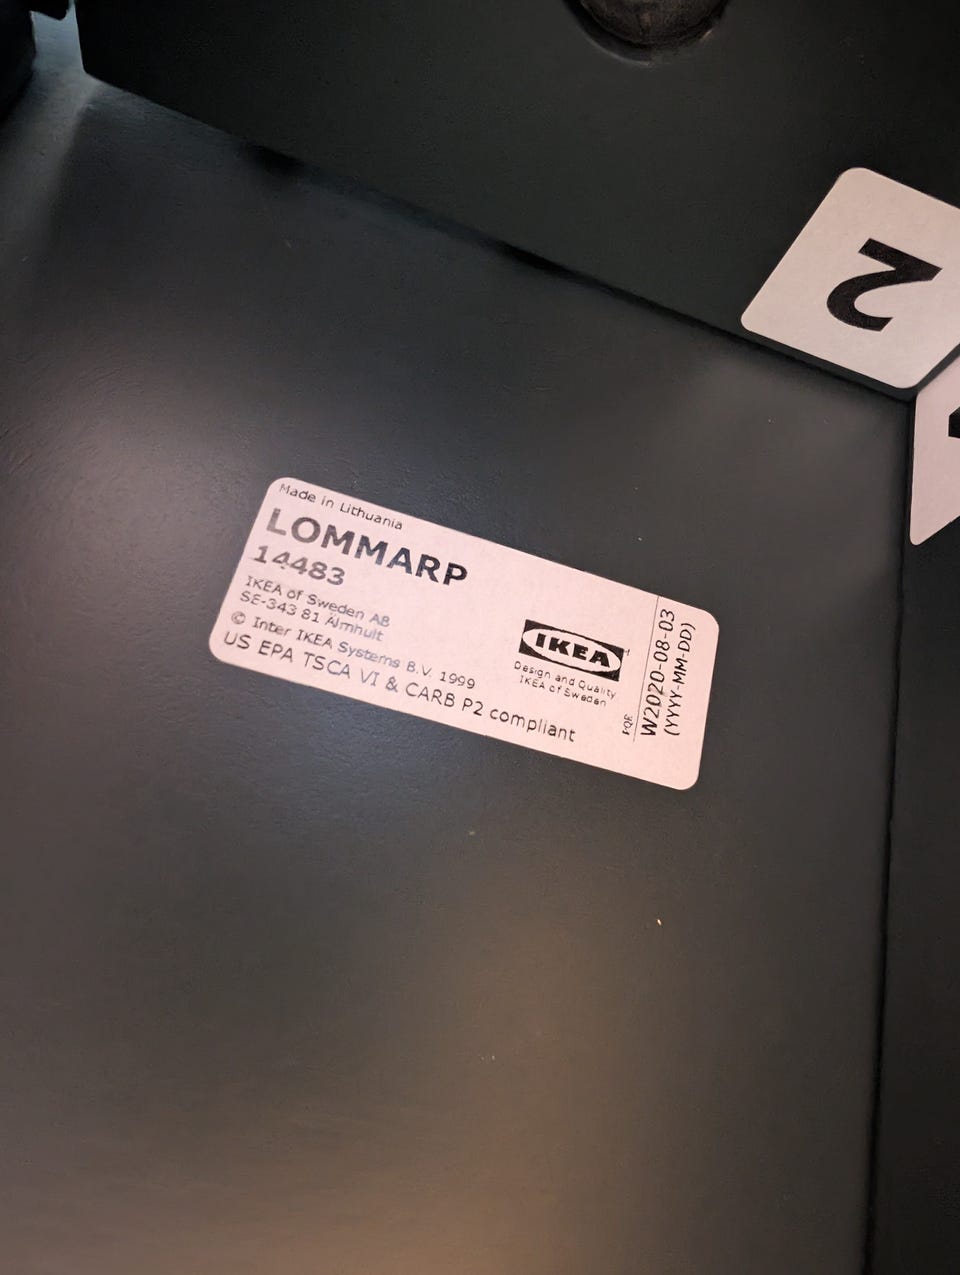 Made in Lithuania
LOMMARP
14483
IKEA of Sweden AB
SE-343 81 Älmhult
© Inter IKEA Systems B.V. 1999
US EPA TSCA VI & CARB P2 compliant
IKEA
Design and Quality
IKEA of Sweden
W2020-08-03
(YYYY-MM-DD)
2